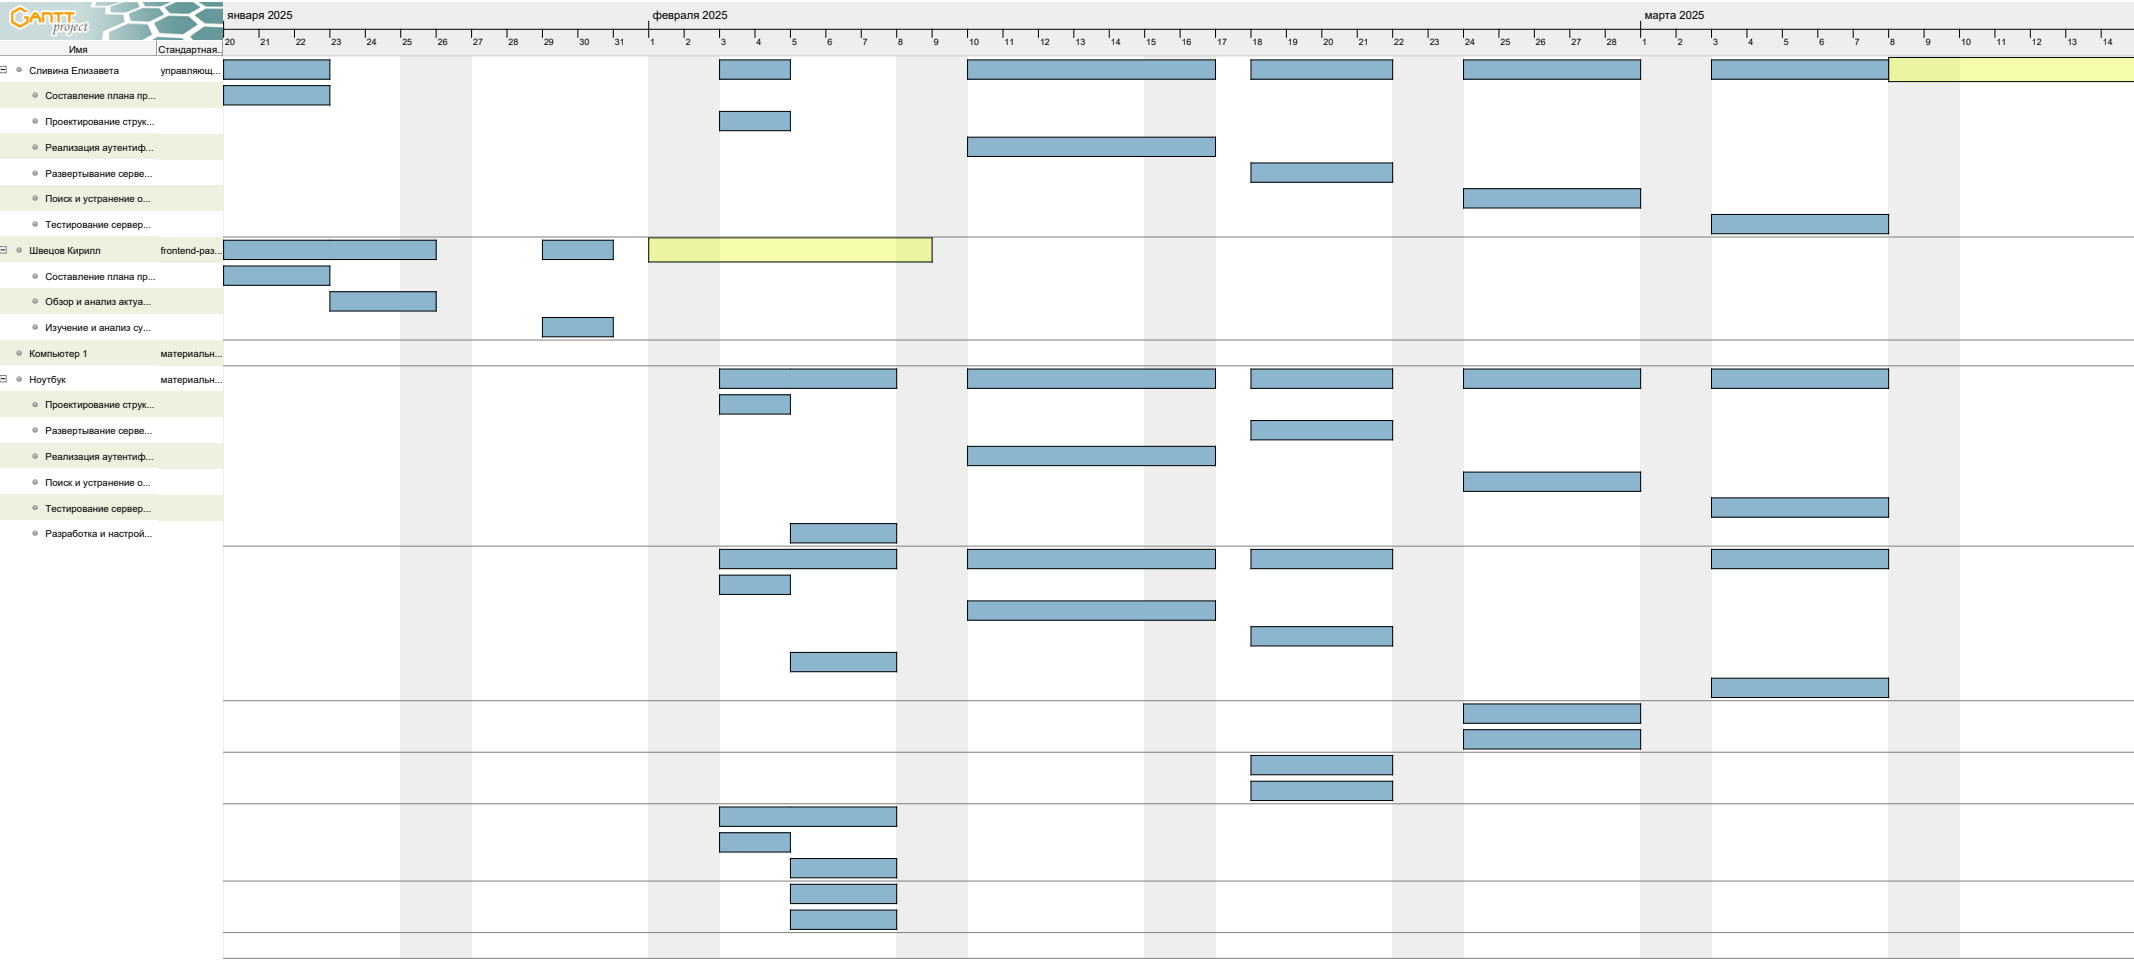 GANTT
project
января 2025 февраля 2025 марта 2025
Имя Стандартная..
20 21 22 23 24 25 26 27 28 29 30 31 1 2 3 4 5 6 7 8 9 10 11 12 13 14 15 16 17 18 19 20 21 22 23 24 25 26 27 28 1 2 3 4 5 6 7 8 9 10 11 12 13 14
Сливина Елизавета управляющ...
Составление плана пр...
Проектирование струк...
Реализация аутентиф...
Развертывание серве...
Поиск и устранение о...
Тестирование сервер...
Швецов Кирилл frontend-раз...
Составление плана пр...
Обзор и анализ актуа...
Изучение и анализ су...
Компьютер 1 материальн...
Ноутбук материальн...
Проектирование струк...
Развертывание серве...
Реализация аутентиф...
Поиск и устранение о...
Тестирование сервер...
Разработка и настрой...